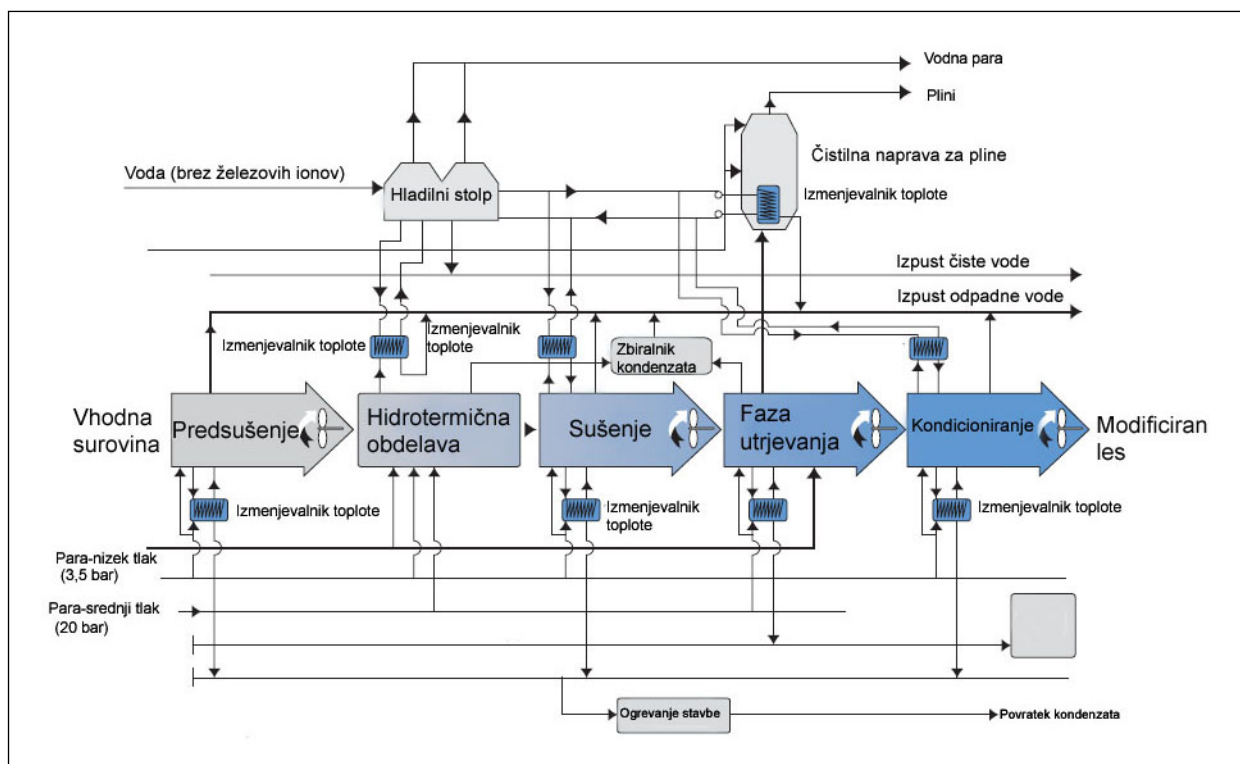 Vodna para
Plini
Čistilna naprava za pline
Voda (brez železovih ionov)
Hladilni stolp
Izmenjevalnik toplote
Izpust čiste vode
Izpust odpadne vode
Izmenjevalnik toplote
Izmenjevalnik
toplote
Zbiralnik
kondenzata
Vhodna
surovina
Predsušenje
Hidrotermična
obdelava
Sušenje
Faza
utrjevanja
Kondicioniranje
Modificiran
les
Izmenjevalnik toplote
Izmenjevalnik
toplote
Izmenjevalnik toplote
Para-nizek tlak
(3,5 bar)
Para-srednji tlak
(20 bar)
Ogrevanje stavbe
Povratek kondenzata